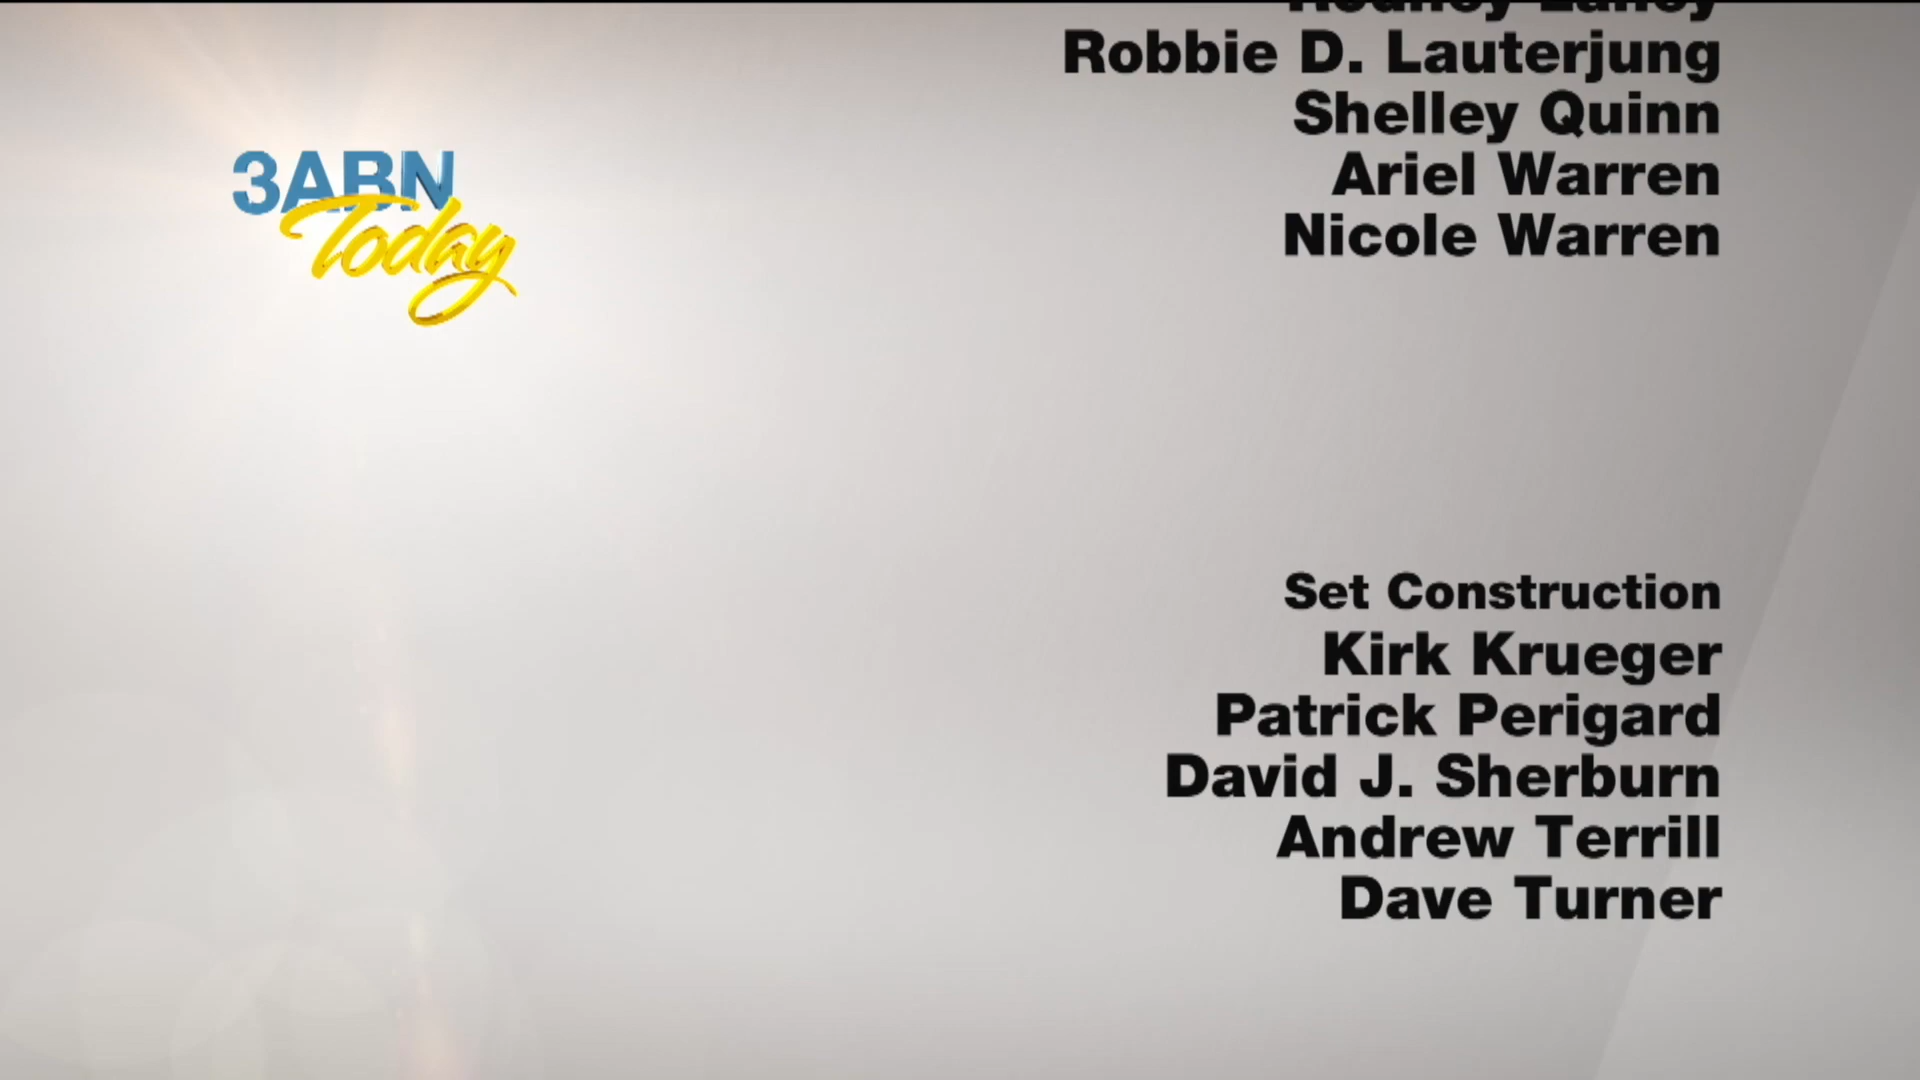 3ABN
Today
Robbie D. Lauterjung
Shelley Quinn
Ariel Warren
Nicole Warren
Set Construction
Kirk Krueger
Patrick Perigard
David J. Sherburn
Andrew Terrill
Dave Turner